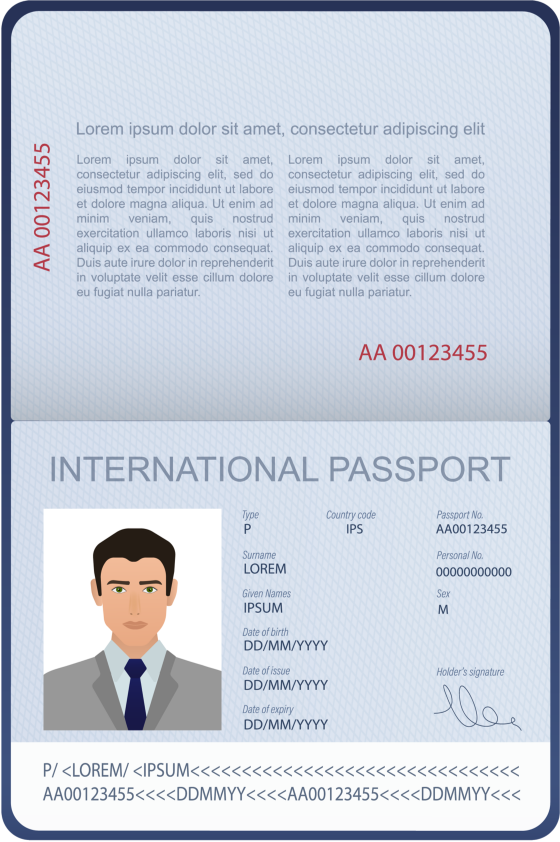 Lorem ipsum dolor sit amet, consectetur adipiscing elit
AA 00123455
Lorem ipsum dolor sit amet,
consectetur adipiscing elit, sed do
eiusmod tempor incididunt ut labore
et dolore magna aliqua. Ut enim ad
minim veniam, quis nostrud
exercitation ullamco laboris nisi ut
aliquip ex ea commodo consequat.
Duis aute irure dolor in reprehenderit
in voluptate velit esse cillum dolore
eu fugiat nulla pariatur.
Lorem ipsum dolor sit amet,
consectetur adipiscing elit, sed do
eiusmod tempor incididunt ut labore
et dolore magna aliqua. Ut enim ad
minim veniam, quis nostrud
exercitation ullamco laboris nisi ut
aliquip ex ea commodo consequat.
Duis aute irure dolor in reprehenderit
in voluptate velit esse cillum dolore
eu fugiat nulla pariatur.
AA 00123455
INTERNATIONAL PASSPORT
Type Country code Passport No.
P IPS AA00123455
Surname Personal No.
LOREM 00000000000
Given Names Sex
IPSUM M
Date of birth
DD/MM/YYYY
Date of issue Holder's signature
DD/MM/YYYY
Date of expiry
DD/MM/YYYY
P/ <LOREM/ <IPSUM<<<<<<<<<<<<<<<<<<<<<<<<<<<<<<<<
AA00123455<<<<DDMMYY<<<<AA00123455<<<<DDMMYY<<<